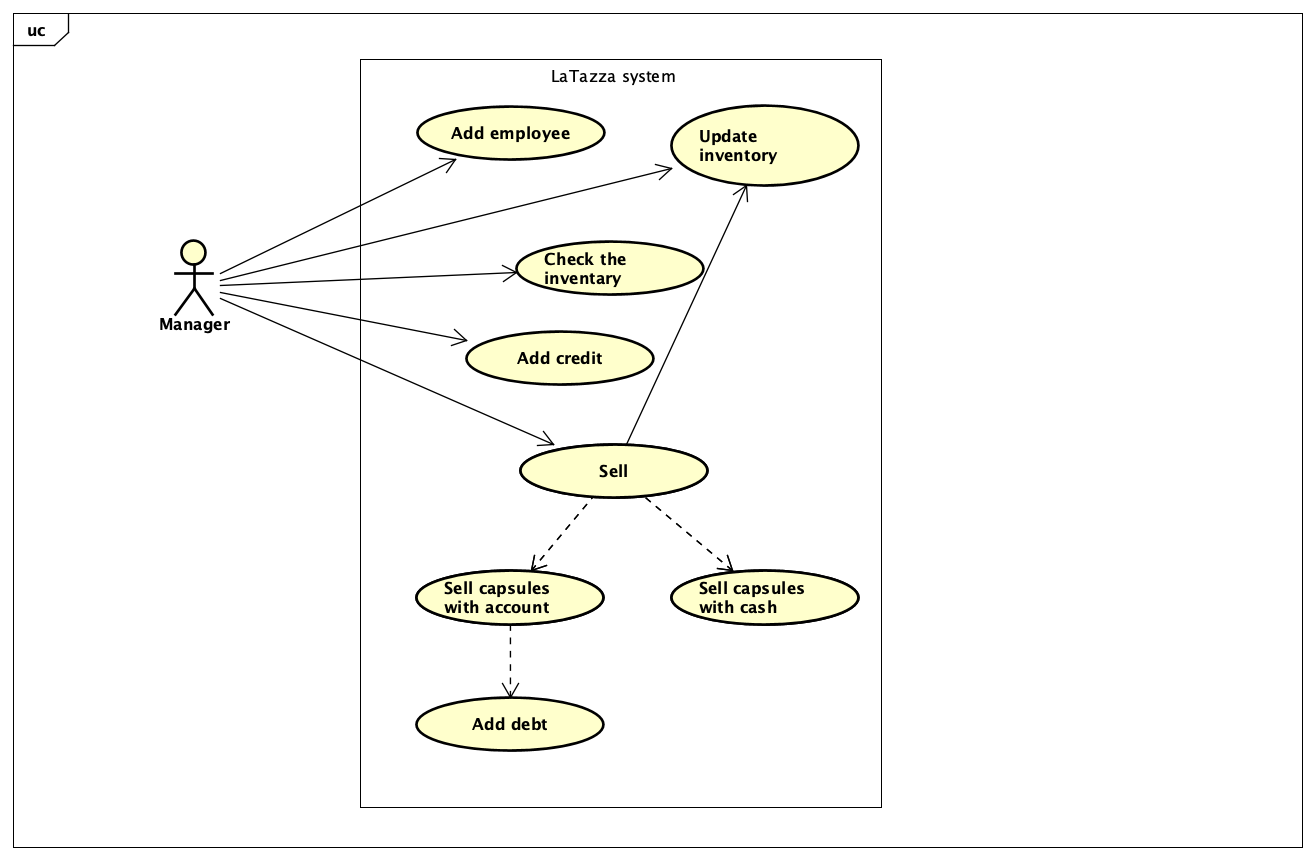 uc
LaTazza system
Add employee
Update
inventory
Check the
inventary
Manager
Add credit
Sell
Sell capsules
with account
Sell capsules
with cash
Add debt